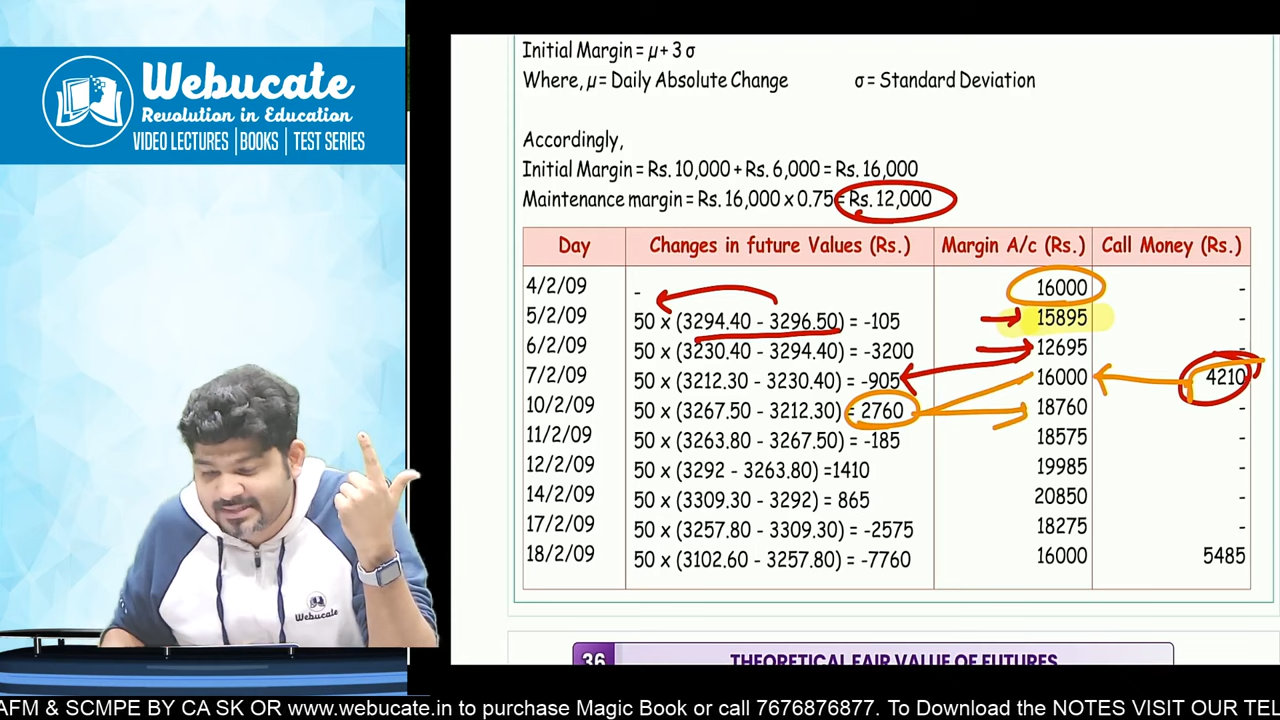 Webucate
Revolution in Education
VIDEO LECTURES | BOOKS | TEST SERIES
Initial Margin = µ + 3 σ
Where, µ = Daily Absolute Change σ = Standard Deviation
Accordingly,
Initial Margin = Rs. 10,000 + Rs. 6,000 = Rs. 16,000
Maintenance margin = Rs. 16,000 x 0.75 = Rs. 12,000
Day Changes in future Values (Rs.) Margin A/c (Rs.) Call Money (Rs.)
4/2/09 - 16000 -
5/2/09 50 x (3294.40 - 3296.50) = -105 15895 -
6/2/09 50 x (3230.40 - 3294.40) = -3200 12695 -
7/2/09 50 x (3212.30 - 3230.40) = -905 16000 4210
10/2/09 50 x (3267.50 - 3212.30) = 2760 18760 -
11/2/09 50 x (3263.80 - 3267.50) = -185 18575 -
12/2/09 50 x (3292 - 3263.80) =1410 19985 -
14/2/09 50 x (3309.30 - 3292) = 865 20850 -
17/2/09 50 x (3257.80 - 3309.30) = -2575 18275 -
18/2/09 50 x (3102.60 - 3257.80) = -7760 16000 5485
Webucate
36 THEORETICAL FAIR VALUE OF FUTURES
AFM & SCMPE BY CA SK OR www.webucate.in to purchase Magic Book or call 7676876877. To Download the NOTES VISIT OUR TEL